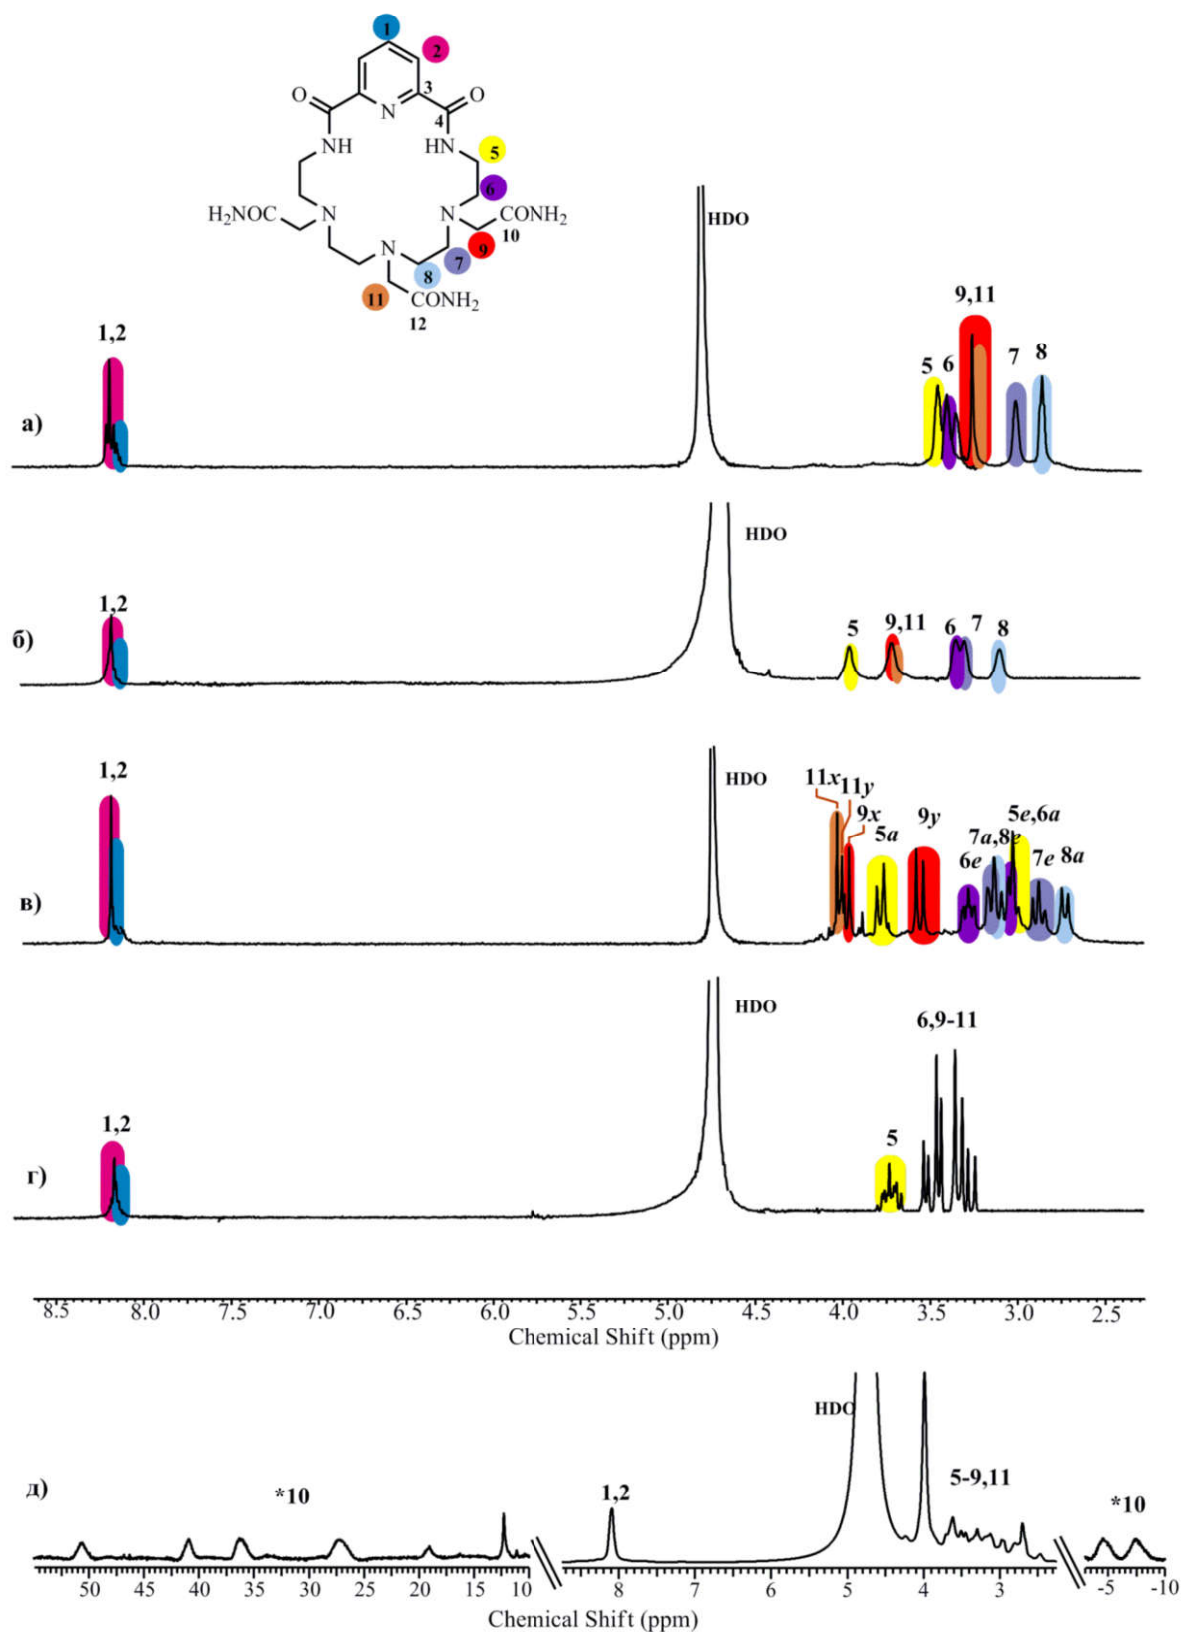 1
2
3
O
O
N
4
NH
HN
5
6
H₂NOC
N
N
CONH₂
10
N
9
7
8
11
CONH₂
12
HDO
1,2
5
6
9,11
7
8
а)
HDO
1,2
5
9,11
6
7
8
б)
HDO
1,2
11x
11y
9x
5a
9y
6e
7a,8e
5e,6a
7e
8a
в)
HDO
1,2
5
6,9-11
г)
8.5 8.0 7.5 7.0 6.5 6.0 5.5 5.0 4.5 4.0 3.5 3.0 2.5
Chemical Shift (ppm)
HDO
д)
*10
1,2
5-9,11
*10
50 45 40 35 30 25 20 15 10 8 7 6 5 4 3 -5 -10
Chemical Shift (ppm)
Chemical Shift (ppm)